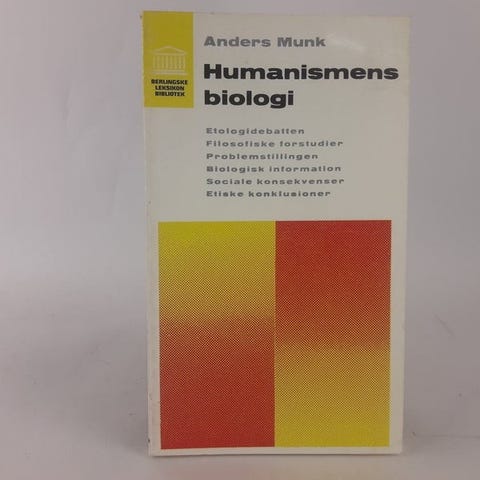 Anders Munk
Humanismens
biologi
BERLINGSKE
LEKSIKON
BIBLIOTEK
Etologidebatten
Filosofiske forstudier
Problemstillingen
Biologisk information
Sociale konsekvenser
Etiske konklusioner